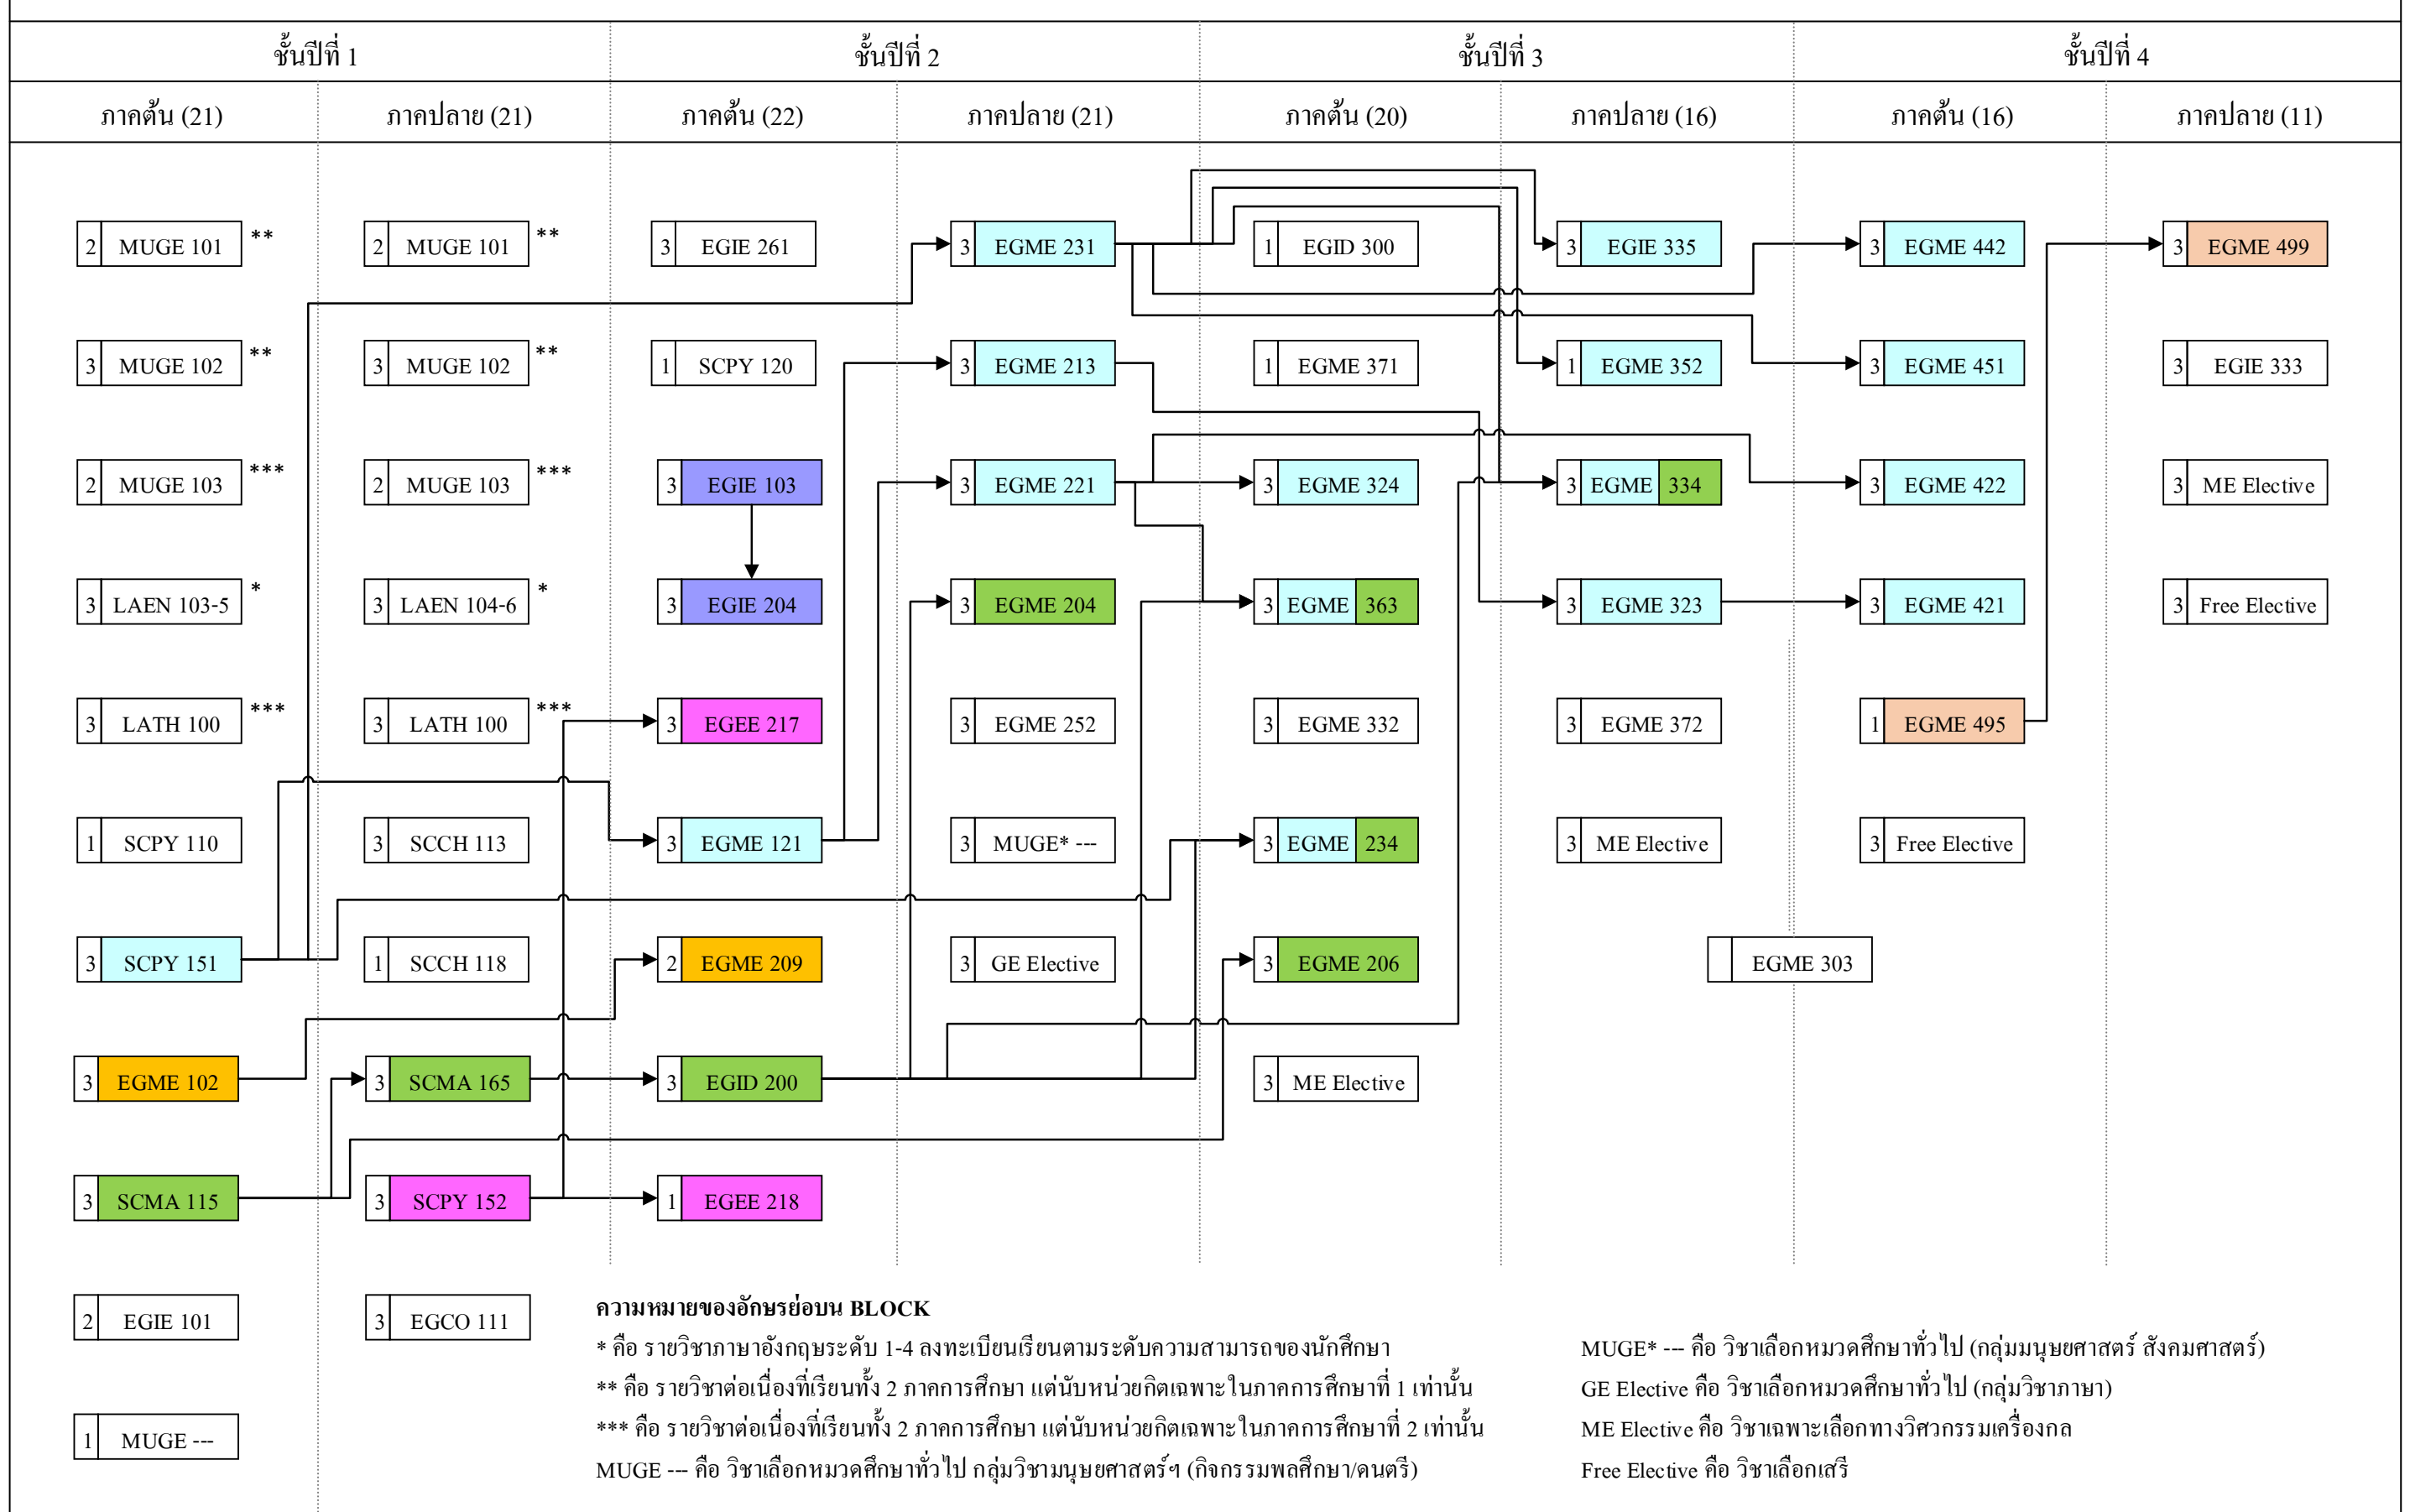 ชั้นปีที่ 1 ชั้นปีที่ 2 ชั้นปีที่ 3 ชั้นปีที่ 4
ภาคต้น (21) ภาคปลาย (21) ภาคต้น (22) ภาคปลาย (21) ภาคต้น (20) ภาคปลาย (16) ภาคต้น (16) ภาคปลาย (11)
2 MUGE 101 ** 2 MUGE 101 ** 3 EGIE 261 3 EGME 231 1 EGID 300 3 EGIE 335 3 EGME 442 3 EGME 499
3 MUGE 102 ** 3 MUGE 102 ** 1 SCPY 120 3 EGME 213 1 EGME 371 1 EGME 352 3 EGME 451 3 EGIE 333
2 MUGE 103 *** 2 MUGE 103 *** 3 EGIE 103 3 EGME 221 3 EGME 324 3 EGME 334 3 EGME 422 3 ME Elective
3 LAEN 103-5 * 3 LAEN 104-6 * 3 EGIE 204 3 EGME 204 3 EGME 363 3 EGME 323 3 EGME 421 3 Free Elective
3 LATH 100 *** 3 LATH 100 *** 3 EGEE 217 3 EGME 252 3 EGME 332 3 EGME 372 1 EGME 495
1 SCPY 110 3 SCCH 113 3 EGME 121 3 MUGE* --- 3 EGME 234 3 ME Elective 3 Free Elective
3 SCPY 151 1 SCCH 118 2 EGME 209 3 GE Elective 3 EGME 206 EGME 303
3 EGME 102 3 SCMA 165 3 EGID 200 3 ME Elective
3 SCMA 115 3 SCPY 152 1 EGEE 218
2 EGIE 101 3 EGCO 111
1 MUGE ---
ความหมายของอักษรย่อบน BLOCK
* คือ รายวิชาภาษาอังกฤษระดับ 1-4 ลงทะเบียนเรียนตามระดับความสามารถของนักศึกษา
** คือ รายวิชาต่อเนื่องที่เรียนทั้ง 2 ภาคการศึกษา แต่นับหน่วยกิตเฉพาะในภาคการศึกษาที่ 1 เท่านั้น
*** คือ รายวิชาต่อเนื่องที่เรียนทั้ง 2 ภาคการศึกษา แต่นับหน่วยกิตเฉพาะในภาคการศึกษาที่ 2 เท่านั้น
MUGE --- คือ วิชาเลือกหมวดศึกษาทั่วไป กลุ่มวิชามนุษยศาสตร์ฯ (กิจกรรมพลศึกษา/ดนตรี)
MUGE* --- คือ วิชาเลือกหมวดศึกษาทั่วไป (กลุ่มมนุษยศาสตร์ สังคมศาสตร์)
GE Elective คือ วิชาเลือกหมวดศึกษาทั่วไป (กลุ่มวิชาภาษา)
ME Elective คือ วิชาเฉพาะเลือกทางวิศวกรรมเครื่องกล
Free Elective คือ วิชาเลือกเสรี